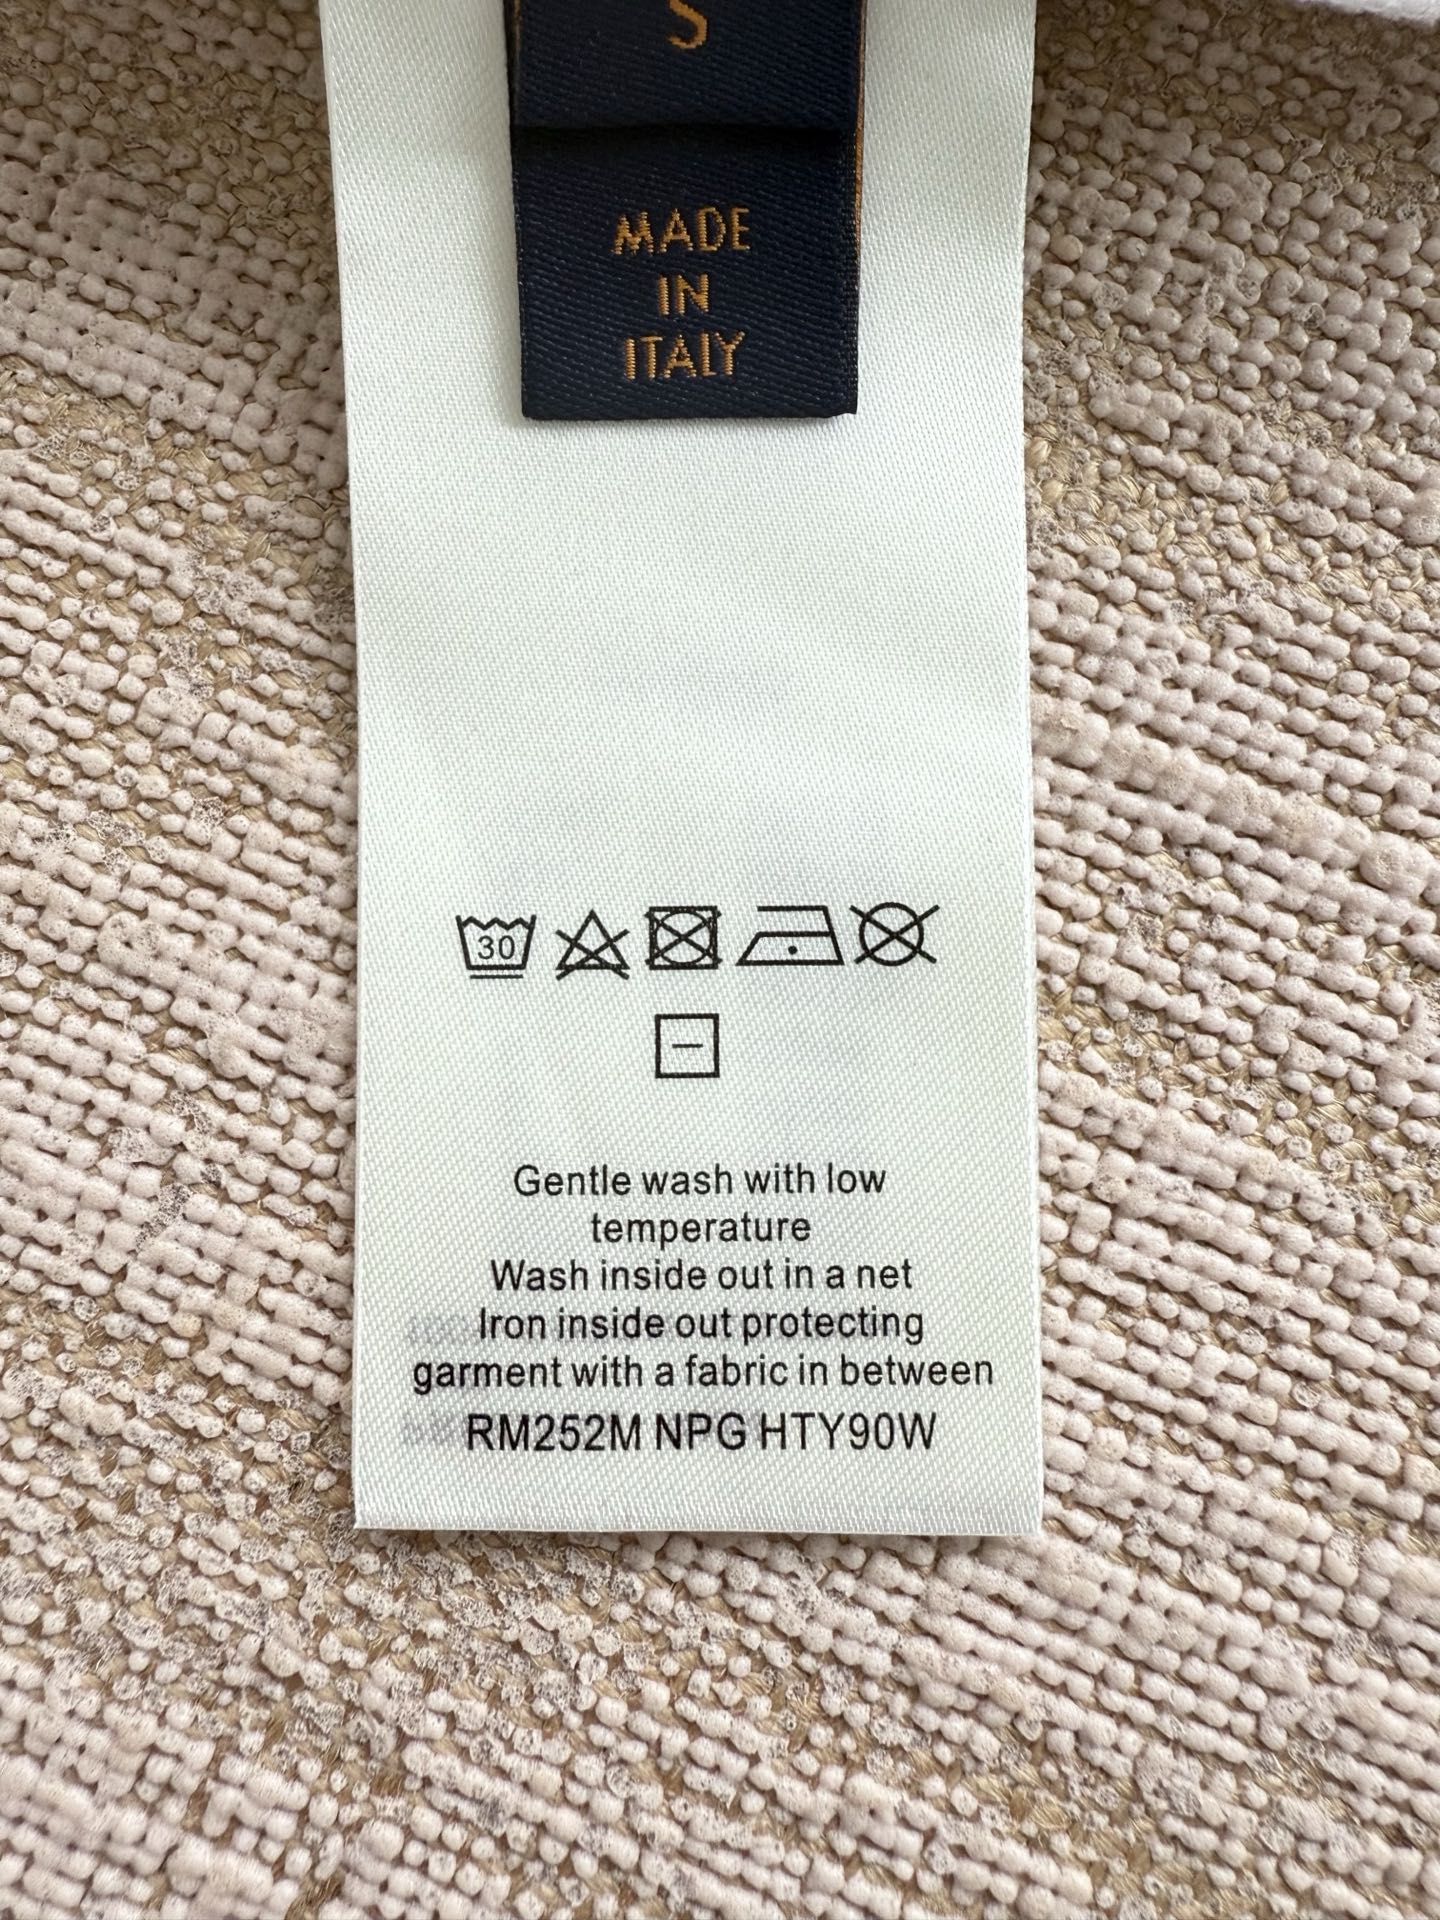 S
MADE
IN
ITALY
30
Gentle wash with low
temperature
Wash inside out in a net
Iron inside out protecting
garment with a fabric in between
RM252M NPG HTY90W